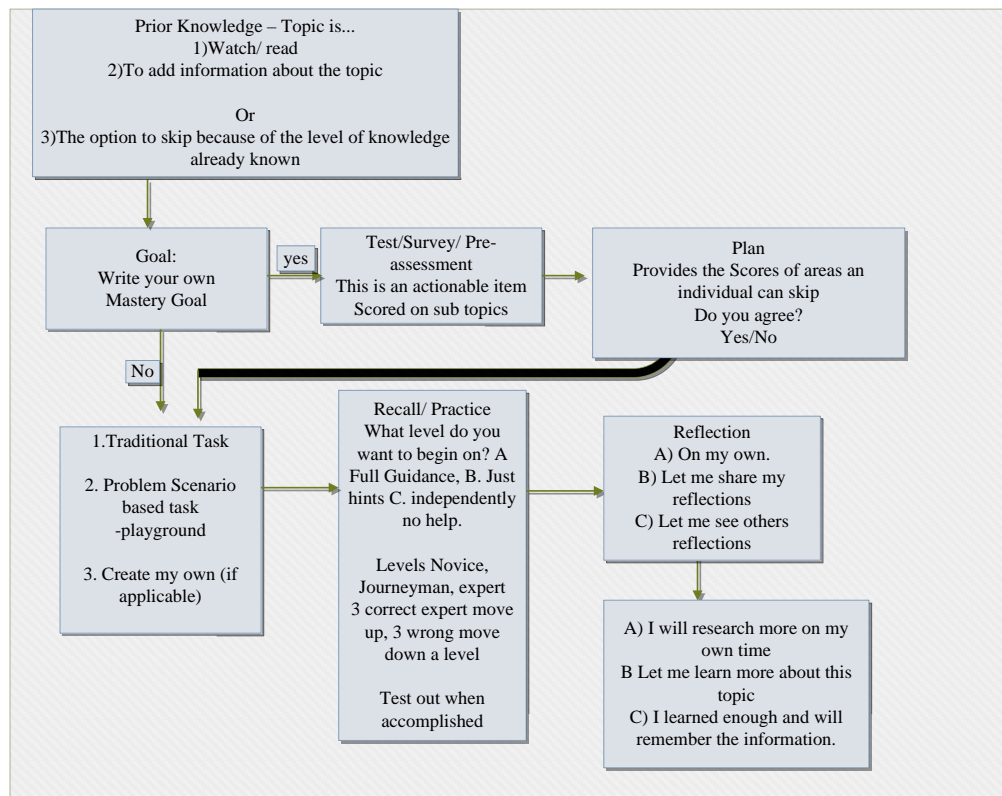 Prior Knowledge – Topic is...
1)Watch/ read
2)To add information about the topic
Or
3)The option to skip because of the level of knowledge
already known
Goal:
Write your own
Mastery Goal
yes
Test/Survey/ Pre-
assessment
This is an actionable item
Scored on sub topics
Plan
Provides the Scores of areas an
individual can skip
Do you agree?
Yes/No
No
1.Traditional Task
2. Problem Scenario
based task
-playground
3. Create my own (if
applicable)
Recall/ Practice
What level do you
want to begin on? A
Full Guidance, B. Just
hints C. independently
no help.
Levels Novice,
Journeyman, expert
3 correct expert move
up, 3 wrong move
down a level
Test out when
accomplished
Reflection
A) On my own.
B) Let me share my
reflections
C) Let me see others
reflections
A) I will research more on my
own time
B Let me learn more about this
topic
C) I learned enough and will
remember the information.